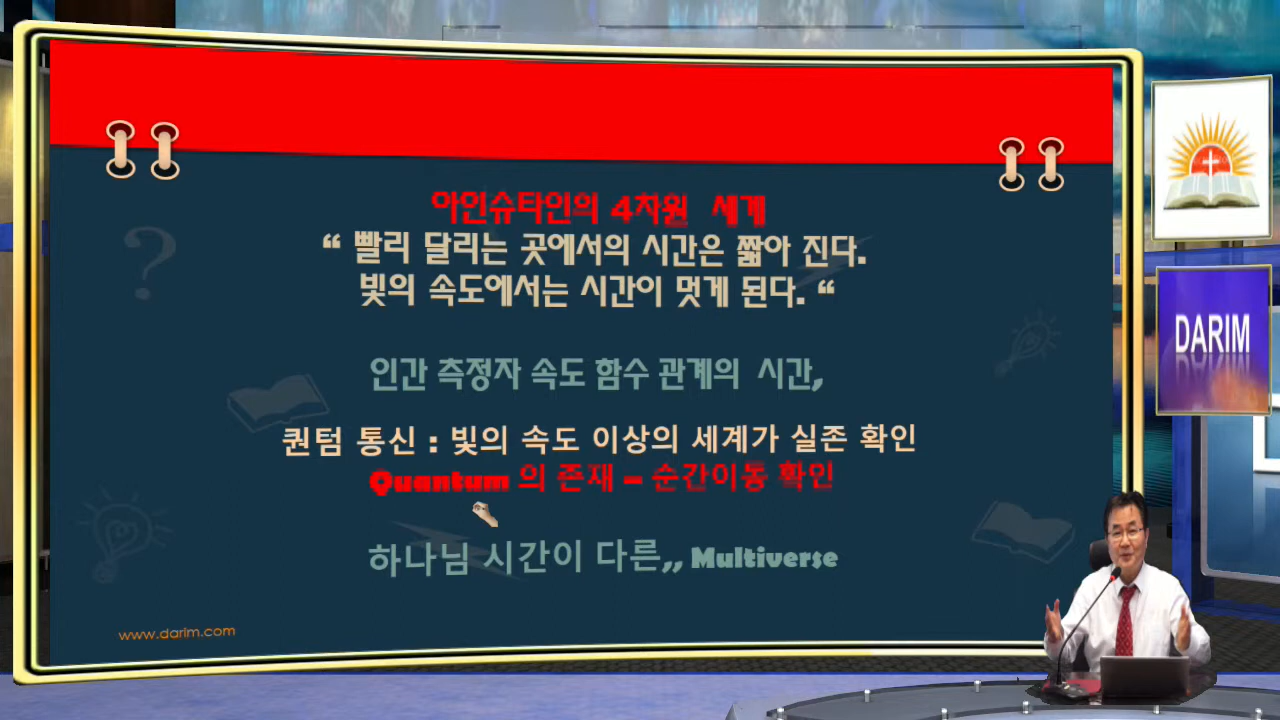 아인슈타인의 4차원 세게
“ 빨리 달리는 곳에서의 시간은 짧아 진다.
빛의 속도에서는 시간이 멋게 된다. “
인간 측정자 속도 함수 관계의 시간,
퀀텀 통신 : 빛의 속도 이상의 세계가 실존 확인
Quantum 의 존재 – 순간이동 확인
하나님 시간이 다른,, Multiverse
www.darim.com
DARIM